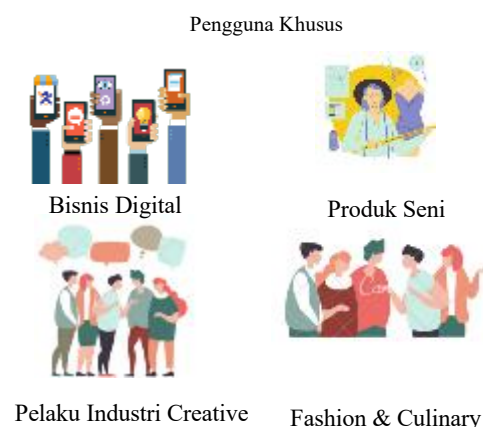 Pengguna Khusus
Bisnis Digital
Produk Seni
Pelaku Industri Creative
Fashion & Culinary